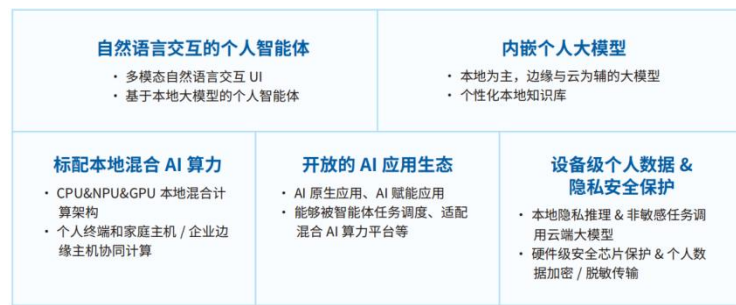 自然语言交互的个人智能体
· 多模态自然语言交互 UI
· 基于本地大模型的个人智能体
内嵌个人大模型
· 本地为主，边缘与云为辅的大模型
· 个性化本地知识库
标配本地混合 AI 算力
· CPU&NPU&GPU 本地混合计
算架构
· 个人终端和家庭主机 / 企业边
缘主机协同计算
开放的 AI 应用生态
· AI 原生应用、AI 赋能应用
· 能够被智能体任务调度、适配
混合 AI 算力平台等
设备级个人数据 &
隐私安全保护
· 本地隐私推理 & 非敏感任务调
用云端大模型
· 硬件级安全芯片保护 & 个人数
据加密 / 脱敏传输